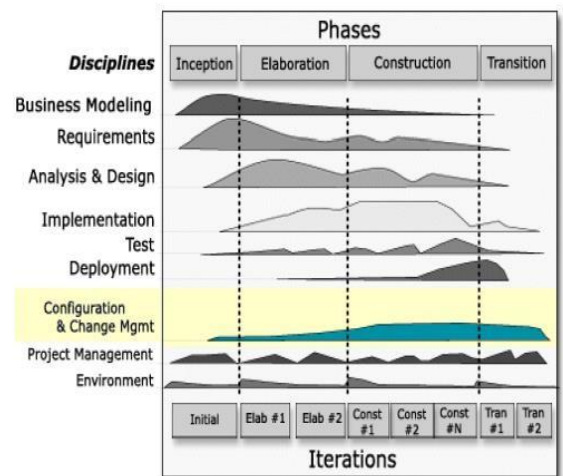 Phases
Disciplines Inception Elaboration Construction Transition
Business Modeling
Requirements
Analysis & Design
Implementation
Test
Deployment
Configuration
& Change Mgmt
Project Management
Environment
Initial Elab #1 Elab #2 Const #1 Const #2 Const #N Tran #1 Tran #2
Iterations